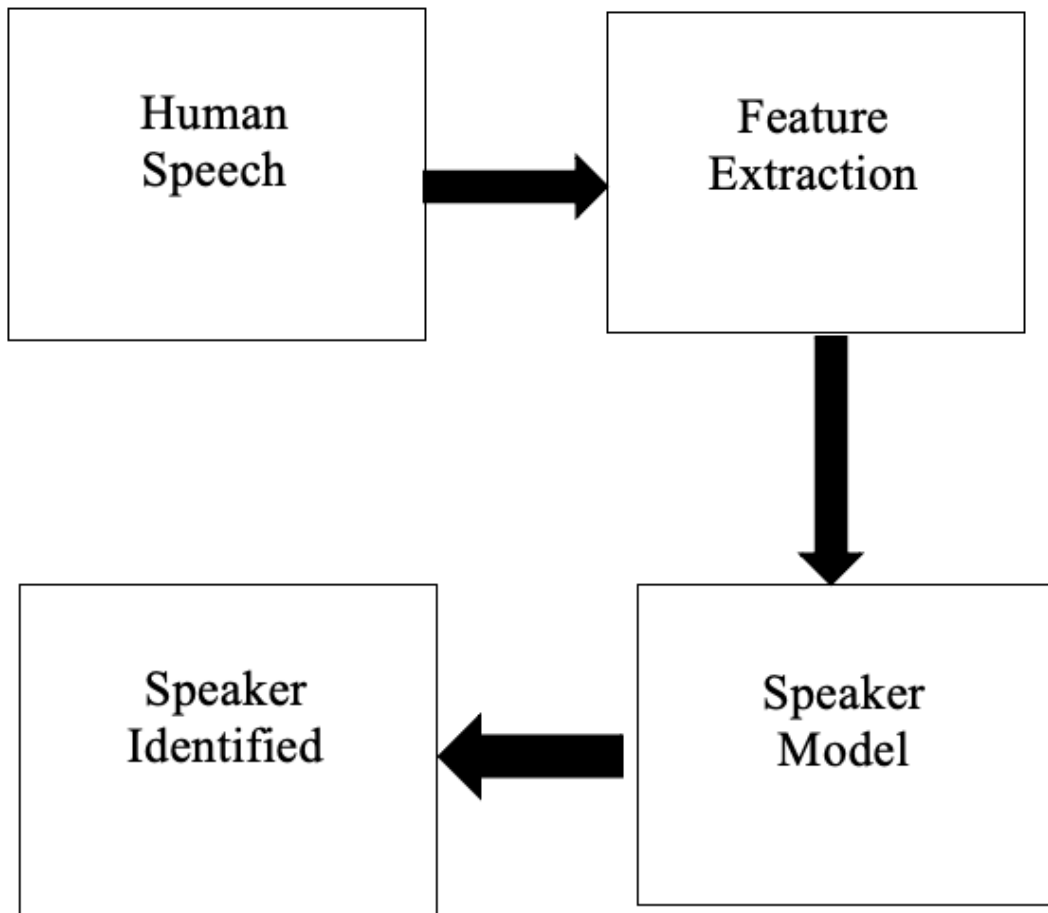 Human
Speech
Feature
Extraction
Speaker
Model
Speaker
Identified